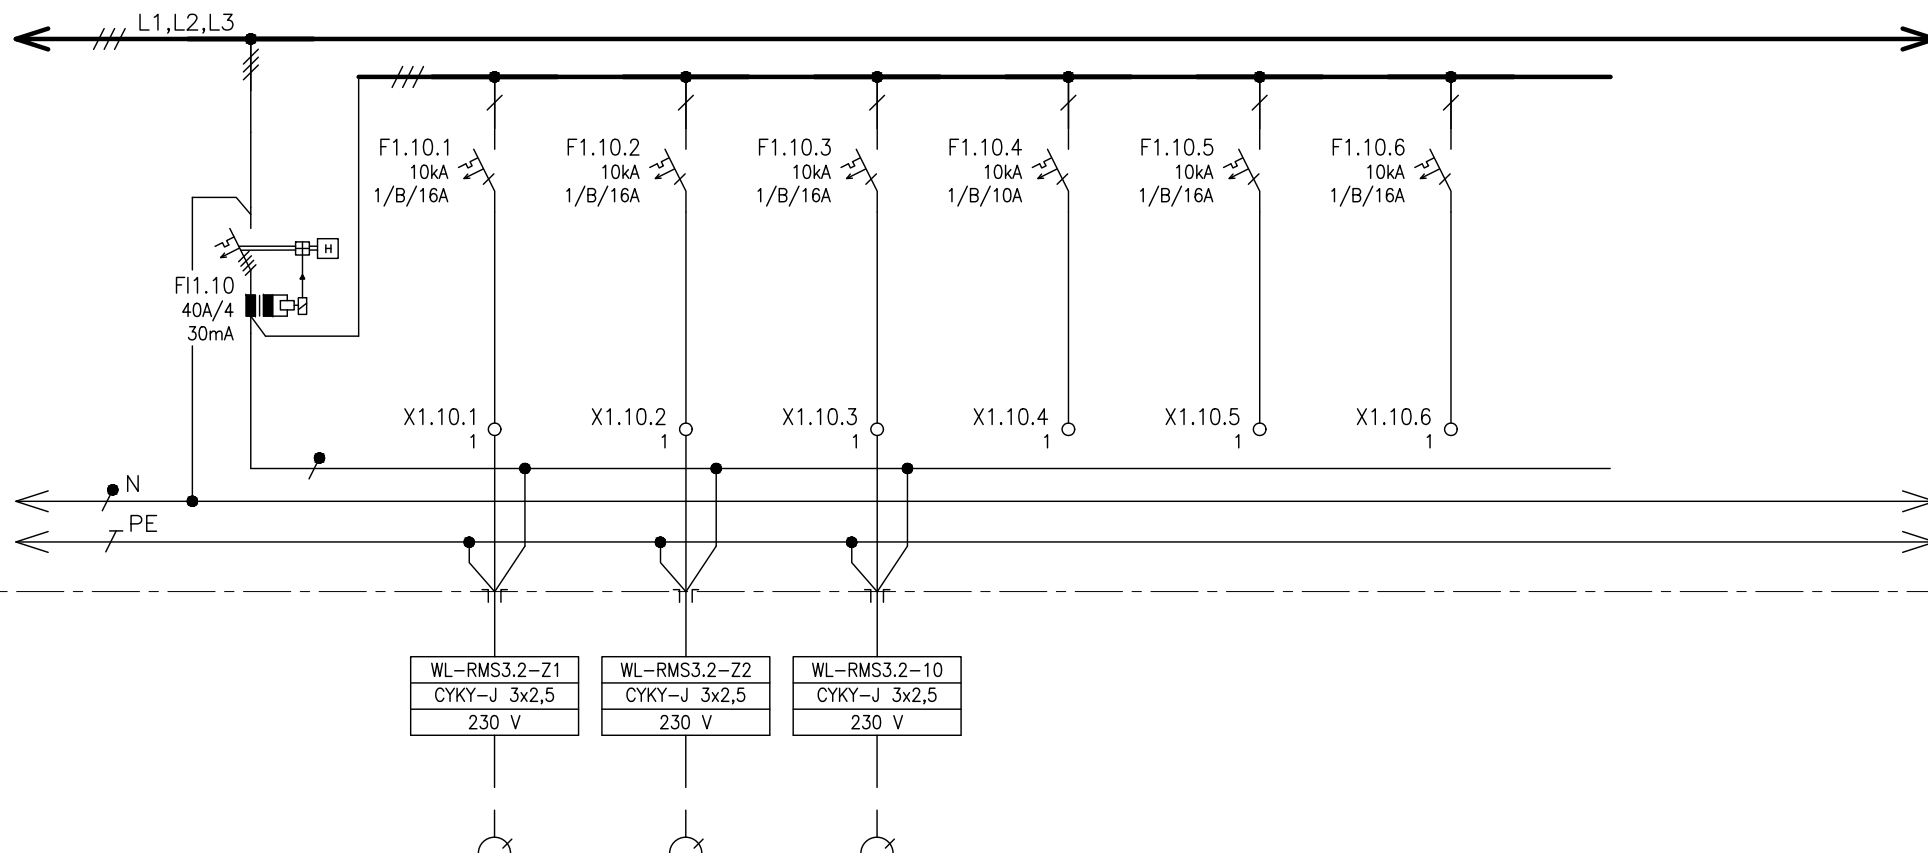 L1,L2,L3
F1.10.1
10kA
1/B/16A
F1.10.2
10kA
1/B/16A
F1.10.3
10kA
1/B/16A
F1.10.4
10kA
1/B/10A
F1.10.5
10kA
1/B/16A
F1.10.6
10kA
1/B/16A
H
FI1.10
40A/4
30mA
X1.10.1
1
X1.10.2
1
X1.10.3
1
X1.10.4
1
X1.10.5
1
X1.10.6
1
N
PE
WL-RMS3.2-Z1
CYKY-J 3x2,5
230 V
WL-RMS3.2-Z2
CYKY-J 3x2,5
230 V
WL-RMS3.2-10
CYKY-J 3x2,5
230 V